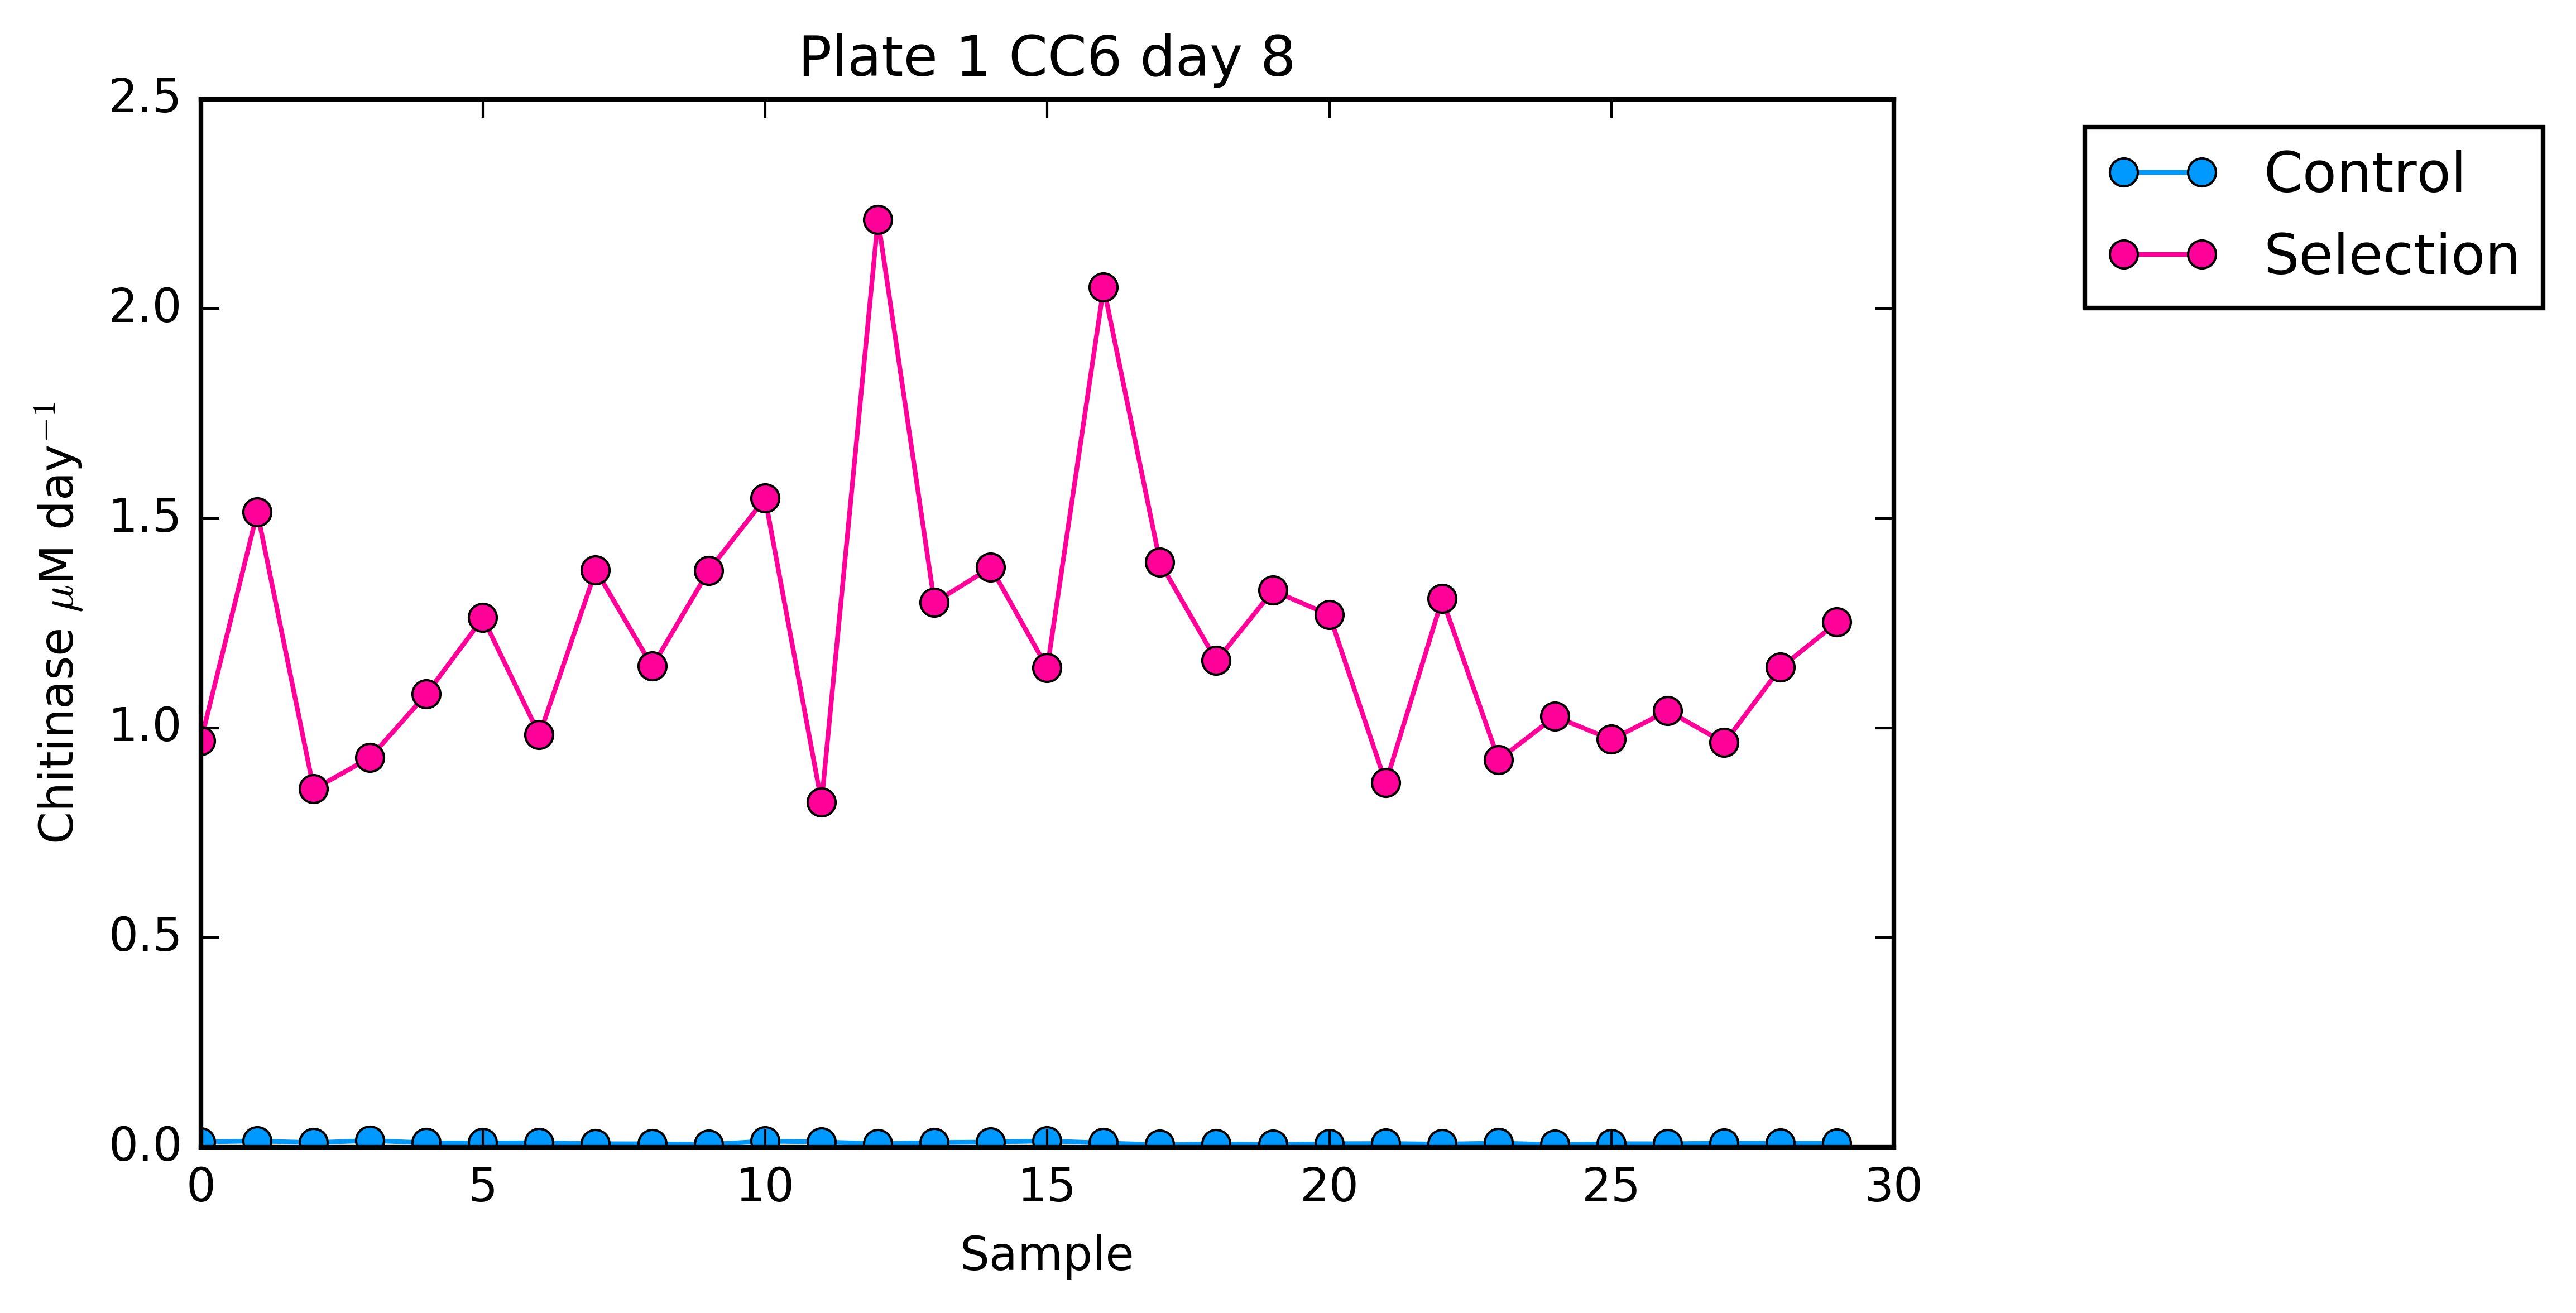 Plate 1 CC6 day 8
2.5
2.0
1.5
1.0
0.5
0.0
Chitinase μM day⁻¹
0 5 10 15 20 25 30
Sample
Control
Selection